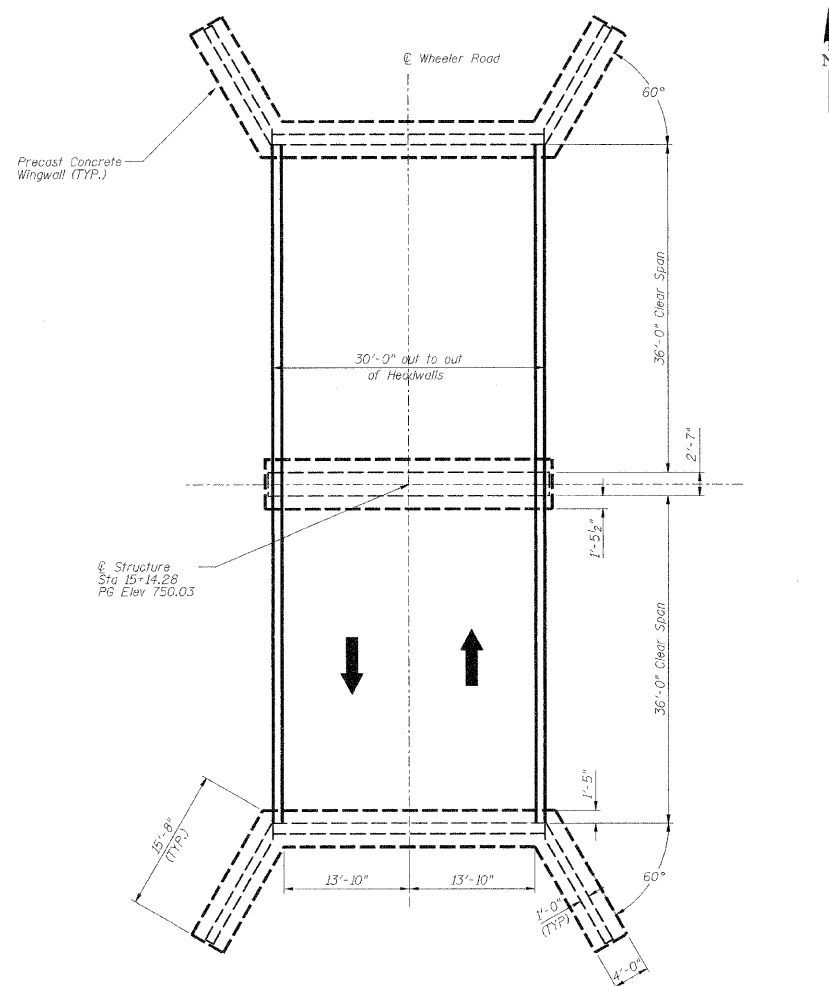 ℄ Wheeler Road
N
60°
Precast Concrete
Wingwall (TYP.)
36'-0" Clear Span
30'-0" out to out
of Headwalls
2'-7"
1'-5½"
℄ Structure
Sta 15+14.28
PG Elev 750.03
36'-0" Clear Span
1'-5"
15'-8"
(TYP.)
13'-10"
13'-10"
60°
1'-0"
(TYP)
4'-0"